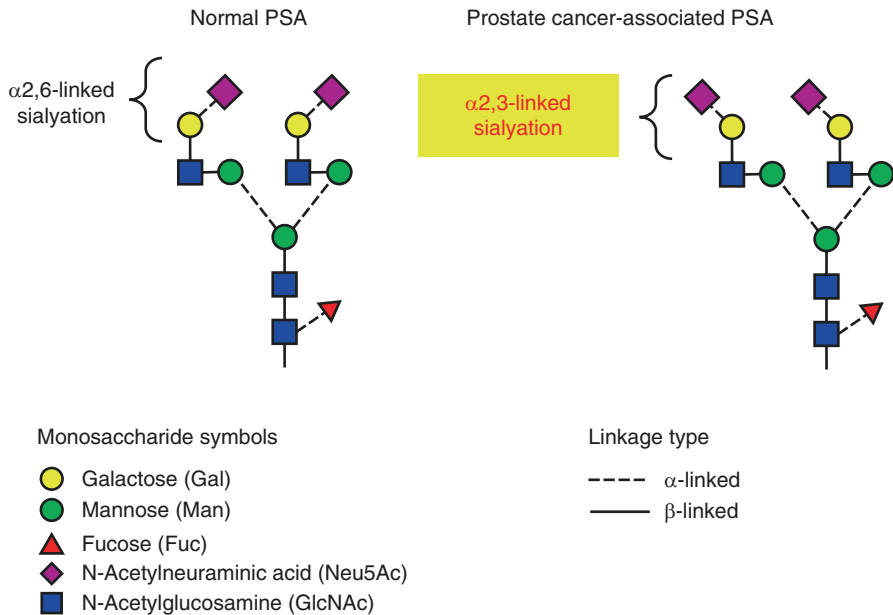 Normal PSA
Prostate cancer-associated PSA
α2,6-linked
sialyation
α2,3-linked
sialyation
Monosaccharide symbols
Galactose (Gal)
Mannose (Man)
Fucose (Fuc)
N-Acetylneuraminic acid (Neu5Ac)
N-Acetylglucosamine (GlcNAc)
Linkage type
α-linked
β-linked